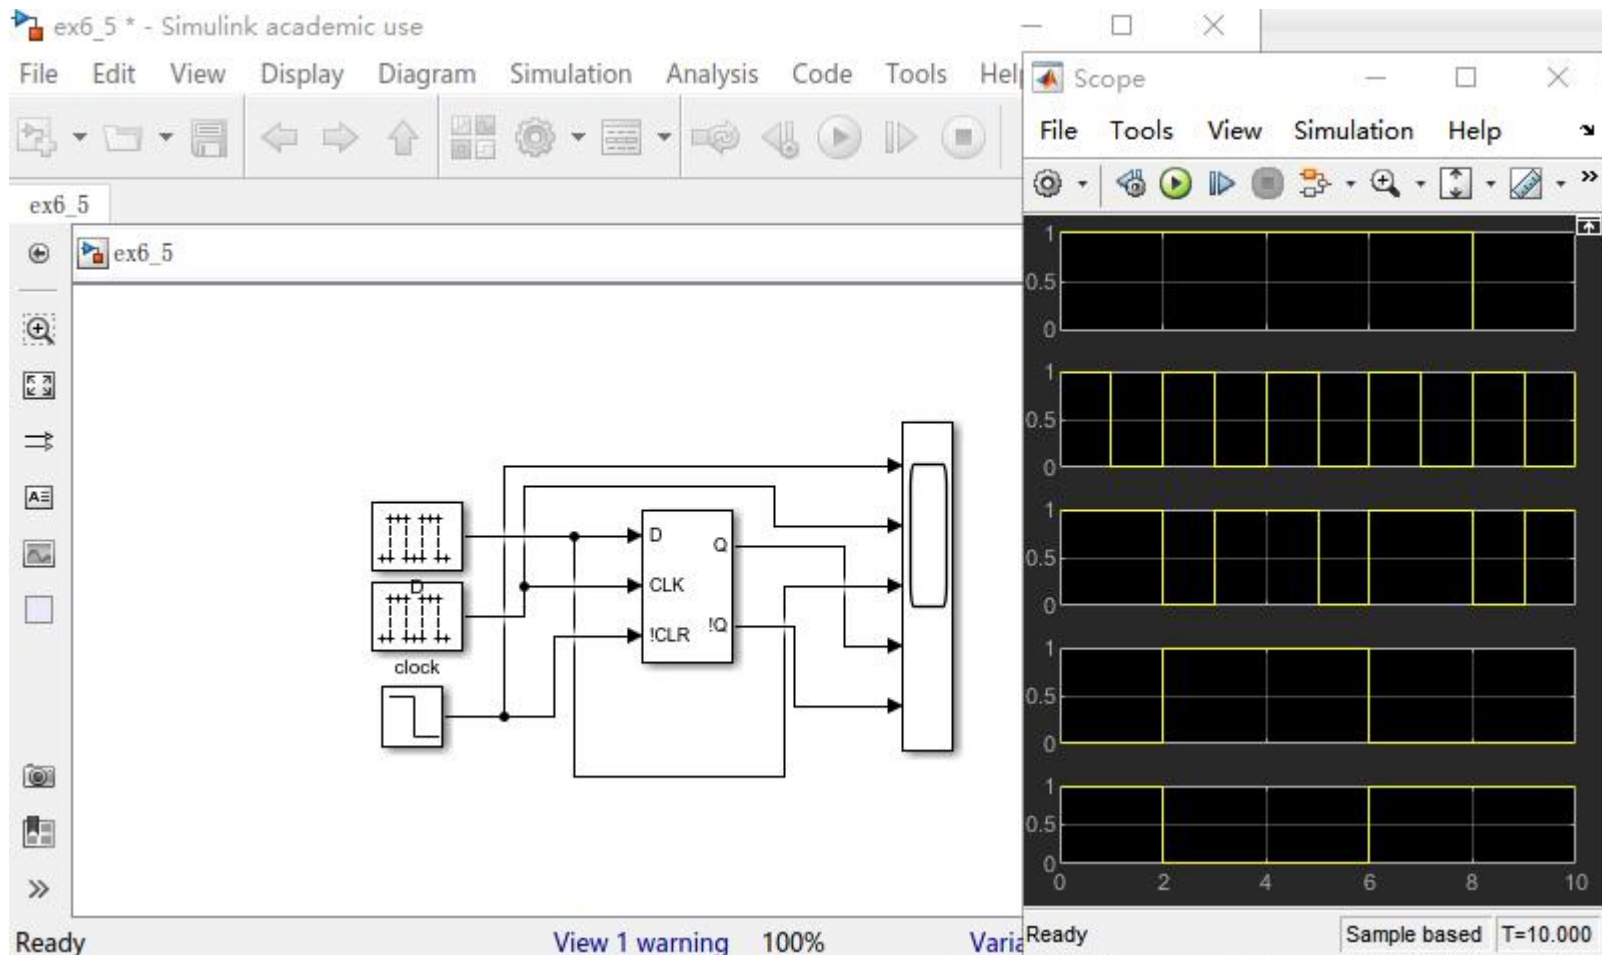 ex6_5 * - Simulink academic use
File Edit View Display Diagram Simulation Analysis Code Tools Help
ex6_5
ex6_5
D
CLK
!CLR
Q
!Q
D
clock
Ready
View 1 warning 100% Varia
Scope
File Tools View Simulation Help
1
0.5
0
1
0.5
0
1
0.5
0
1
0.5
0
1
0.5
0
0 2 4 6 8 10
Ready Sample based T=10.000